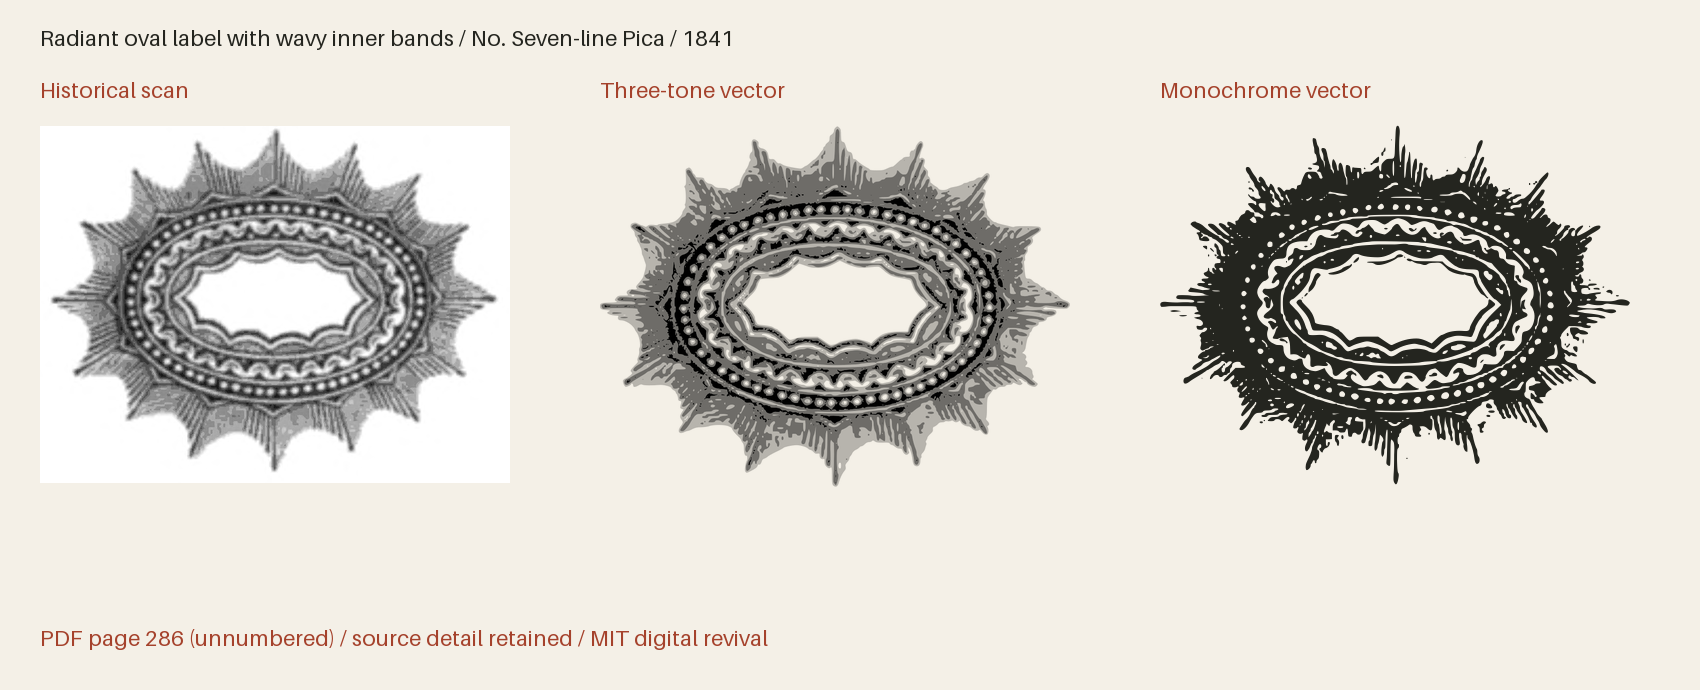 Radiant oval label with wavy inner bands / No. Seven-line Pica / 1841
Historical scan
Three-tone vector
Monochrome vector
PDF page 286 (unnumbered) / source detail retained / MIT digital revival